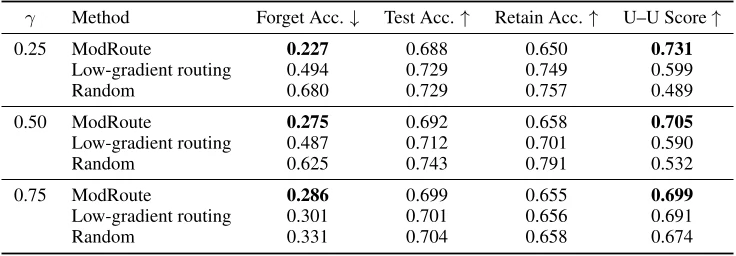 γ Method Forget Acc. ↓ Test Acc. ↑ Retain Acc. ↑ U–U Score ↑
0.25 ModRoute 0.227 0.688 0.650 0.731
Low-gradient routing 0.494 0.729 0.749 0.599
Random 0.680 0.729 0.757 0.489
0.50 ModRoute 0.275 0.692 0.658 0.705
Low-gradient routing 0.487 0.712 0.701 0.590
Random 0.625 0.743 0.791 0.532
0.75 ModRoute 0.286 0.699 0.655 0.699
Low-gradient routing 0.301 0.701 0.656 0.691
Random 0.331 0.704 0.658 0.674